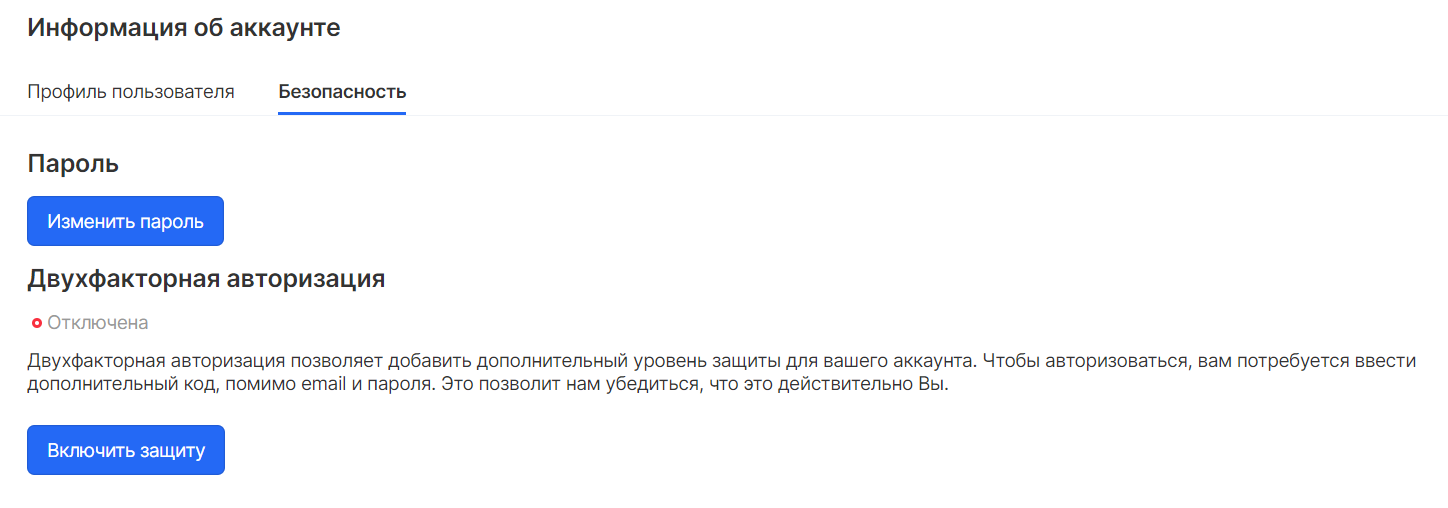 Информация об аккаунте
Профиль пользователя Безопасность
Пароль
Изменить пароль
Двухфакторная авторизация
Отключена
Двухфакторная авторизация позволяет добавить дополнительный уровень защиты для вашего аккаунта. Чтобы авторизоваться, вам потребуется ввести
дополнительный код, помимо email и пароля. Это позволит нам убедиться, что это действительно Вы.
Включить защиту